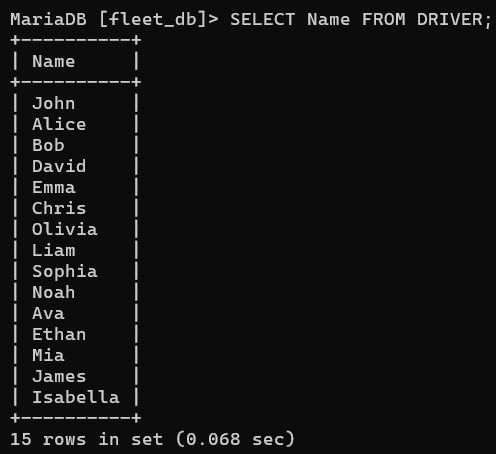 MariaDB [fleet_db]> SELECT Name FROM DRIVER;
+----------+
| Name     |
+----------+
| John     |
| Alice    |
| Bob      |
| David    |
| Emma     |
| Chris    |
| Olivia   |
| Liam     |
| Sophia   |
| Noah     |
| Ava      |
| Ethan    |
| Mia      |
| James    |
| Isabella |
+----------+
15 rows in set (0.068 sec)